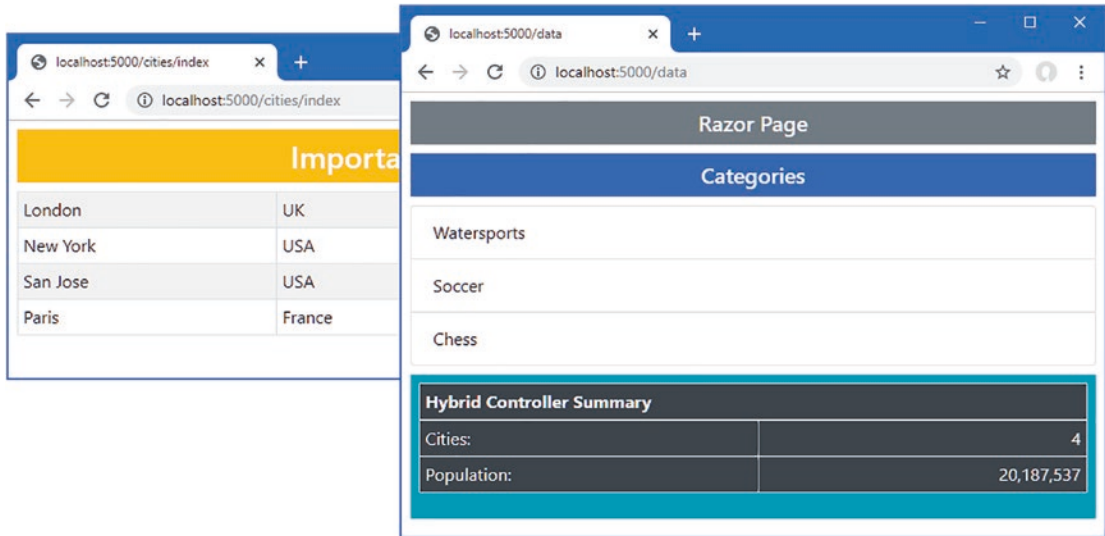 localhost:5000/cities/index
localhost:5000/cities/index
London UK
New York USA
San Jose USA
Paris France
localhost:5000/data
localhost:5000/data
Razor Page
Categories
Watersports
Soccer
Chess
Hybrid Controller Summary
Cities: 4
Population: 20,187,537